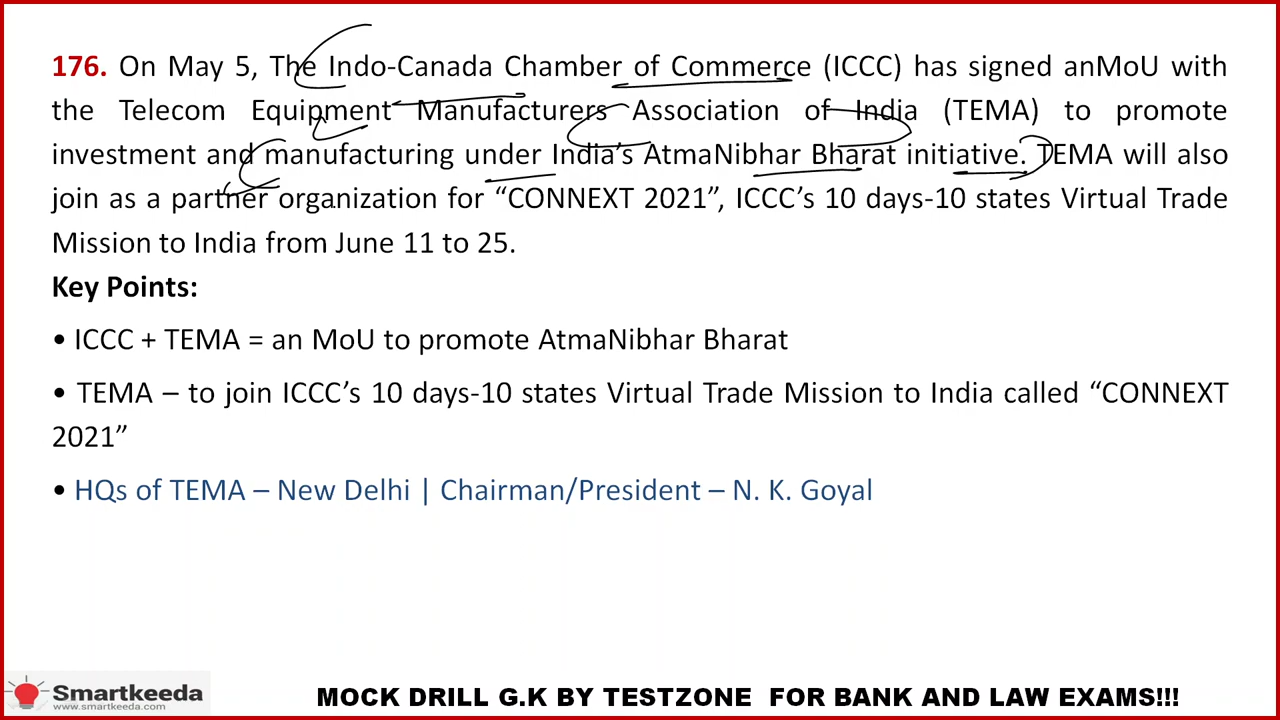 176. On May 5, The Indo-Canada Chamber of Commerce (ICCC) has signed anMoU with
the Telecom Equipment Manufacturers Association of India (TEMA) to promote
investment and manufacturing under India’s AtmaNibhar Bharat initiative. TEMA will also
join as a partner organization for “CONNEXT 2021”, ICCC’s 10 days-10 states Virtual Trade
Mission to India from June 11 to 25.
Key Points:
• ICCC + TEMA = an MoU to promote AtmaNibhar Bharat
• TEMA – to join ICCC’s 10 days-10 states Virtual Trade Mission to India called “CONNEXT
2021”
• HQs of TEMA – New Delhi | Chairman/President – N. K. Goyal
Smartkeeda
www.smartkeeda.com
MOCK DRILL G.K BY TESTZONE FOR BANK AND LAW EXAMS!!!